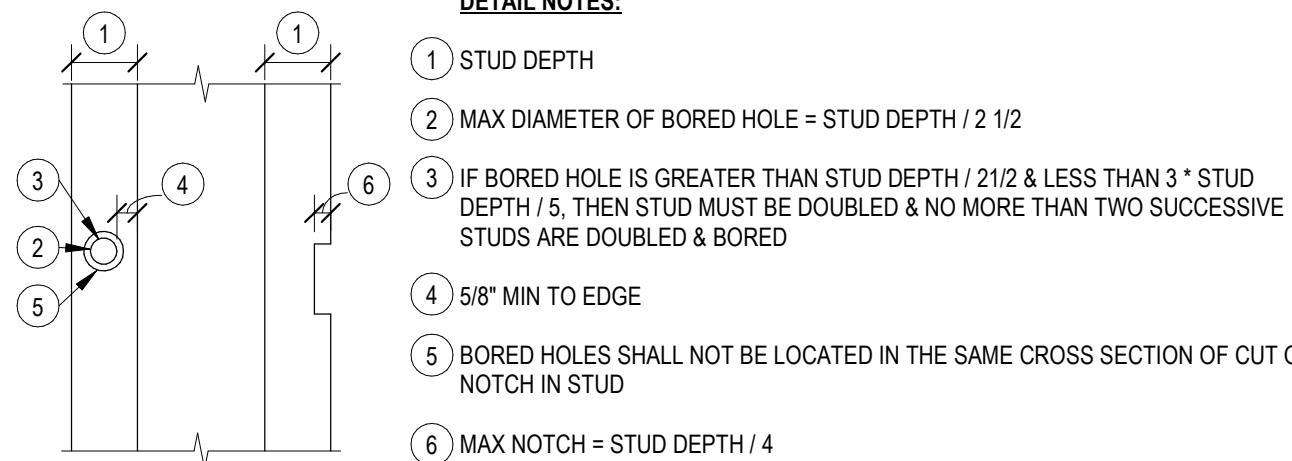 DETAIL NOTES:
1 1 1 STUD DEPTH
2 MAX DIAMETER OF BORED HOLE = STUD DEPTH / 2 1/2
3 4 6 3 IF BORED HOLE IS GREATER THAN STUD DEPTH / 21/2 & LESS THAN 3 * STUD
DEPTH / 5, THEN STUD MUST BE DOUBLED & NO MORE THAN TWO SUCCESSIVE
2 STUDS ARE DOUBLED & BORED
5 4 5/8" MIN TO EDGE
5 BORED HOLES SHALL NOT BE LOCATED IN THE SAME CROSS SECTION OF CUT
NOTCH IN STUD
6 MAX NOTCH = STUD DEPTH / 4